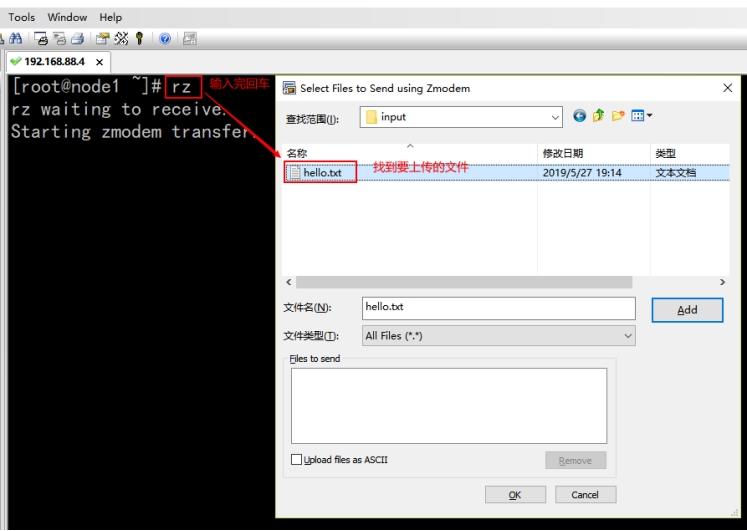 Tools Window Help
192.168.88.4 x
[root@node1 ~]# rz 输入完回车
rz waiting to receive.
Starting zmodem transfer.
Select Files to Send using Zmodem
查找范围(I): input
名称 修改日期 类型
hello.txt 2019/5/27 19:14 文本文档
找到要上传的文件
文件名(N): hello.txt Add
文件类型(T): All Files (*.*)
Files to send
Upload files as ASCII Remove
OK Cancel